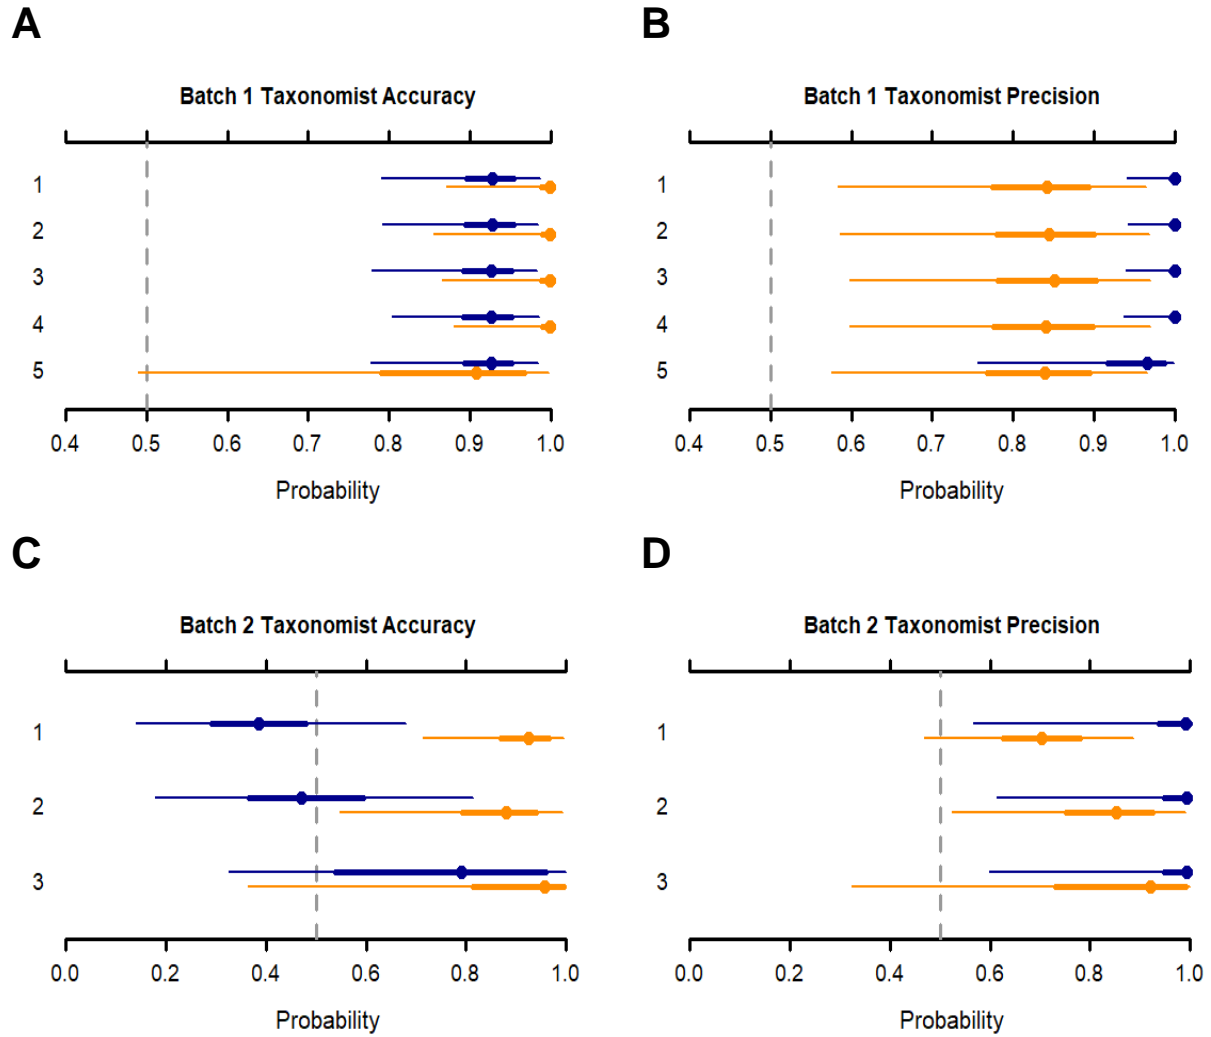 A
Batch 1 Taxonomist Accuracy
1
2
3
4
5
0.4 0.5 0.6 0.7 0.8 0.9 1.0
Probability
B
Batch 1 Taxonomist Precision
1
2
3
4
5
0.4 0.5 0.6 0.7 0.8 0.9 1.0
Probability
C
Batch 2 Taxonomist Accuracy
1
2
3
0.0 0.2 0.4 0.6 0.8 1.0
Probability
D
Batch 2 Taxonomist Precision
1
2
3
0.0 0.2 0.4 0.6 0.8 1.0
Probability